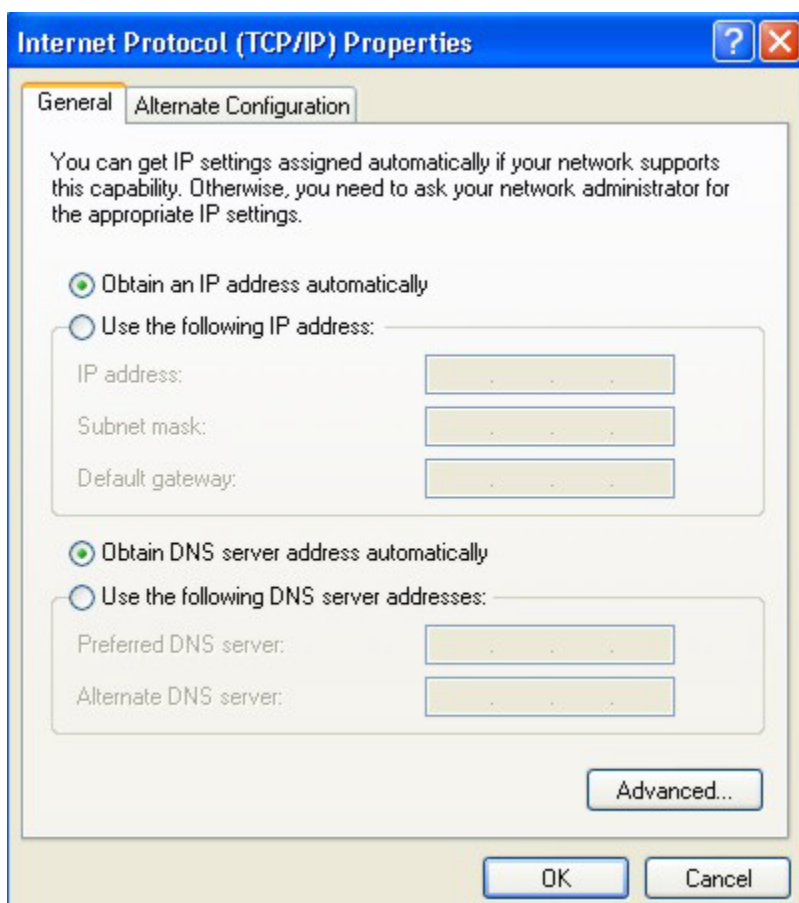 Internet Protocol (TCP/IP) Properties
General
Alternate Configuration
You can get IP settings assigned automatically if your network supports
this capability. Otherwise, you need to ask your network administrator for
the appropriate IP settings.
Obtain an IP address automatically
Use the following IP address:
IP address:
Subnet mask:
Default gateway:
Obtain DNS server address automatically
Use the following DNS server addresses:
Preferred DNS server:
Alternate DNS server:
Advanced...
OK
Cancel